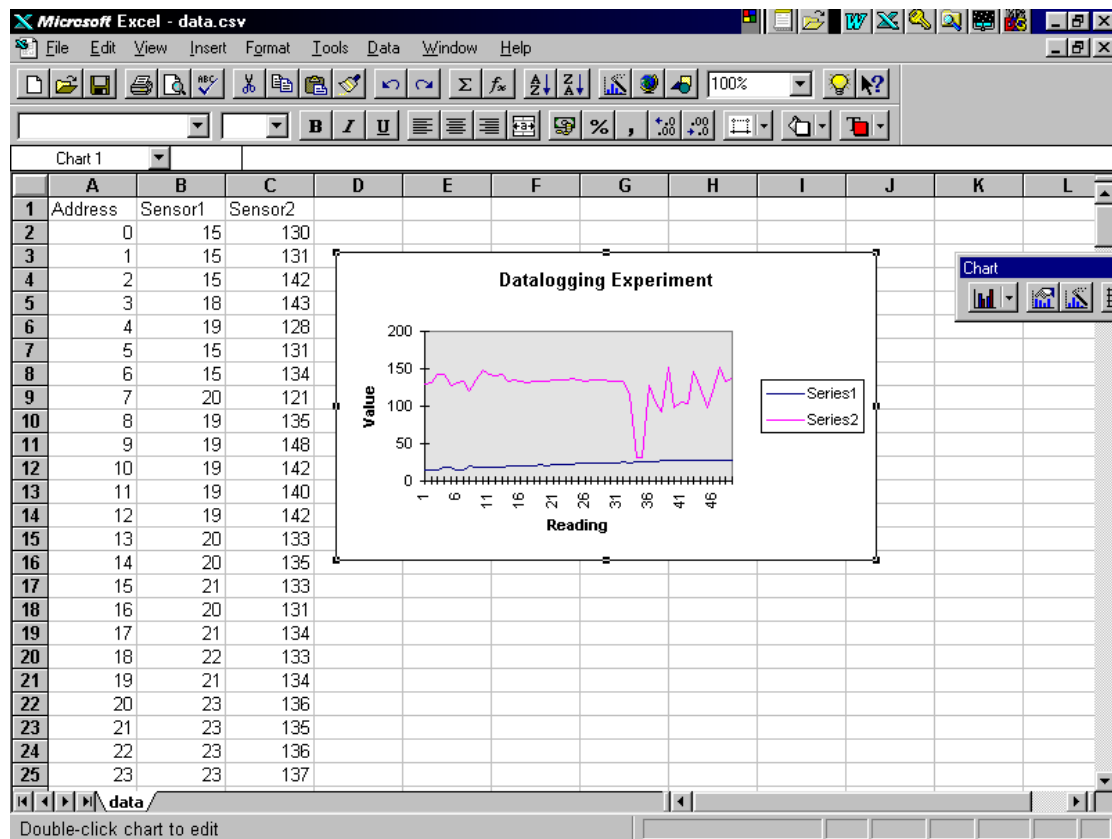 Microsoft Excel - data.csv
File Edit View Insert Format Tools Data Window Help
100%
B I U
Chart 1
A B C D E F G H I J K L
1 Address Sensor1 Sensor2
2 0 15 130
3 1 15 131
4 2 15 142
5 3 18 143
6 4 19 128
7 5 15 131
8 6 15 134
9 7 20 121
10 8 19 135
11 9 19 148
12 10 19 142
13 11 19 140
14 12 19 142
15 13 20 133
16 14 20 135
17 15 21 133
18 16 20 131
19 17 21 134
20 18 22 133
21 19 21 134
22 20 23 136
23 21 23 135
24 22 23 136
25 23 23 137
Datalogging Experiment
Value
200
150
100
50
0
1 6 11 16 21 26 31 36 41 46
Reading
Series1
Series2
Chart
data
Double-click chart to edit